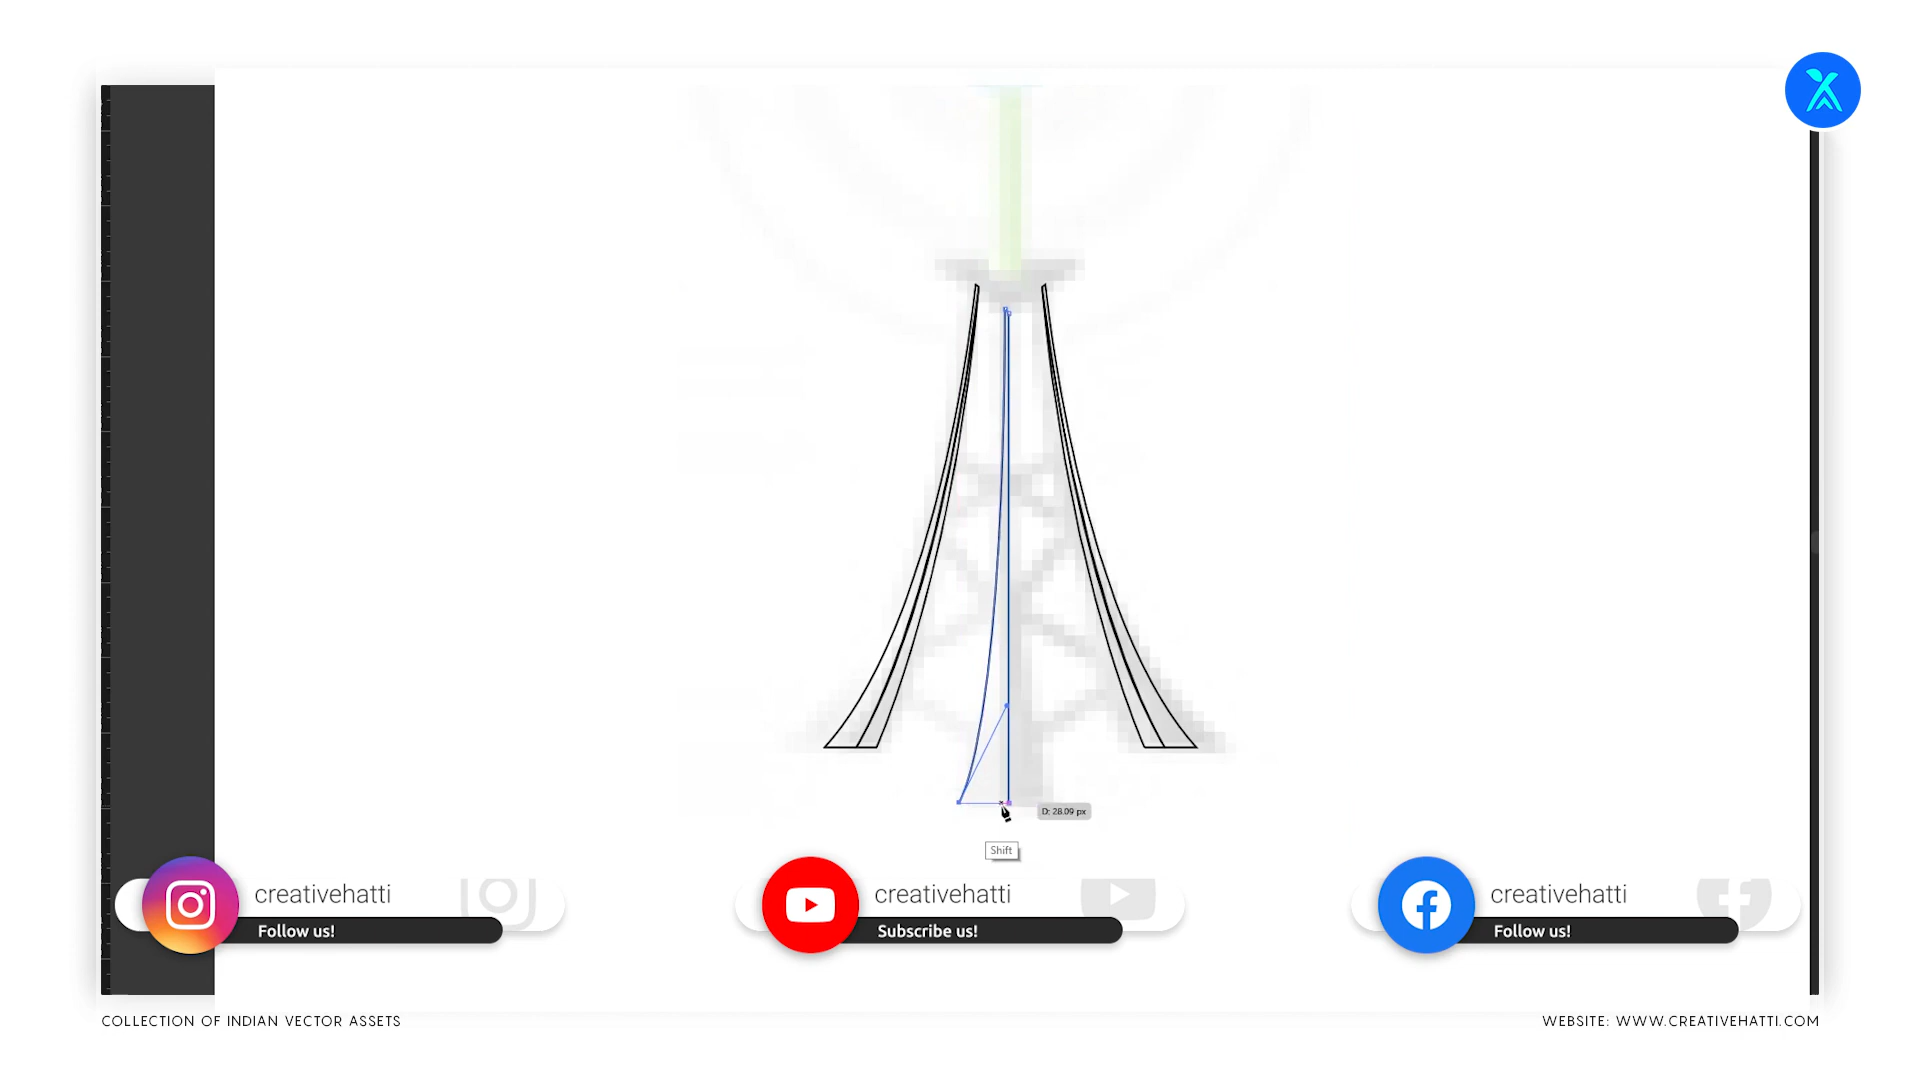 D: 28.09 px
Shift
creativehatti
Follow us!
creativehatti
Subscribe us!
creativehatti
Follow us!
COLLECTION OF INDIAN VECTOR ASSETS
WEBSITE: WWW.CREATIVEHATTI.COM